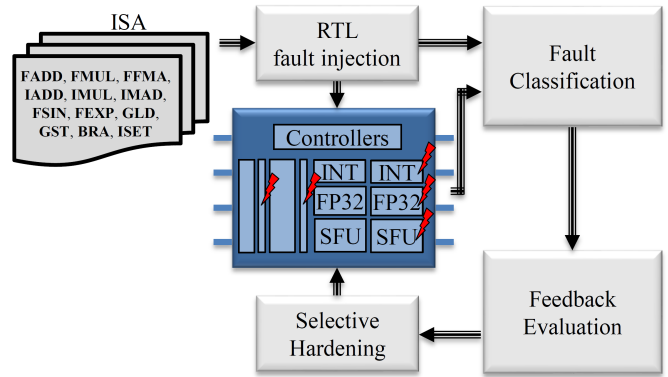 ISA
FADD, FMUL, FFMA,
IADD, IMUL, IMAD,
FSIN, FEXP, GLD,
GST, BRA, ISET
RTL
fault injection
Fault
Classification
Controllers
INT INT
FP32 FP32
SFU SFU
Selective
Hardening
Feedback
Evaluation